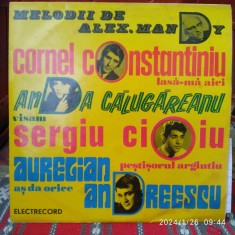 MELODII DE
ALEX. MANDY
cornel constantiniu
lasă-mă aici
anda călugăreanu
visam
sergiu cioiu
peștișorul argintiu
aurelian
aș da orice
andreescu
ELECTRECORD
2024/1/26 09:44